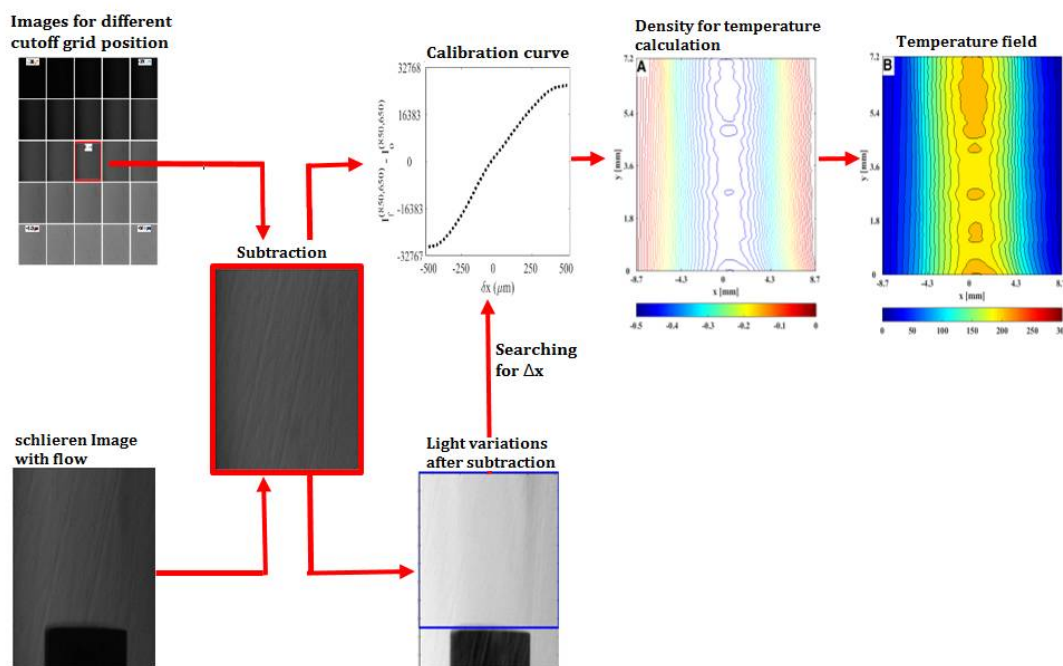 Images for different
cutoff grid position
Calibration curve
32768
16383
0
-16383
-32767
-500
-250
0
250
500
δx (μm)
Density for temperature
calculation
A
7.2
5.4
3.6
1.8
0
y [mm]
-8.7
-4.3
0
4.3
8.7
x [mm]
-0.5
-0.4
-0.3
-0.2
-0.1
0
Temperature field
B
7.2
5.4
3.6
1.8
0
y [mm]
-8.7
-4.3
0
4.3
8.7
x [mm]
0
50
100
150
200
250
Subtraction
Searching
for Δx
schlieren Image
with flow
Light variations
after subtraction